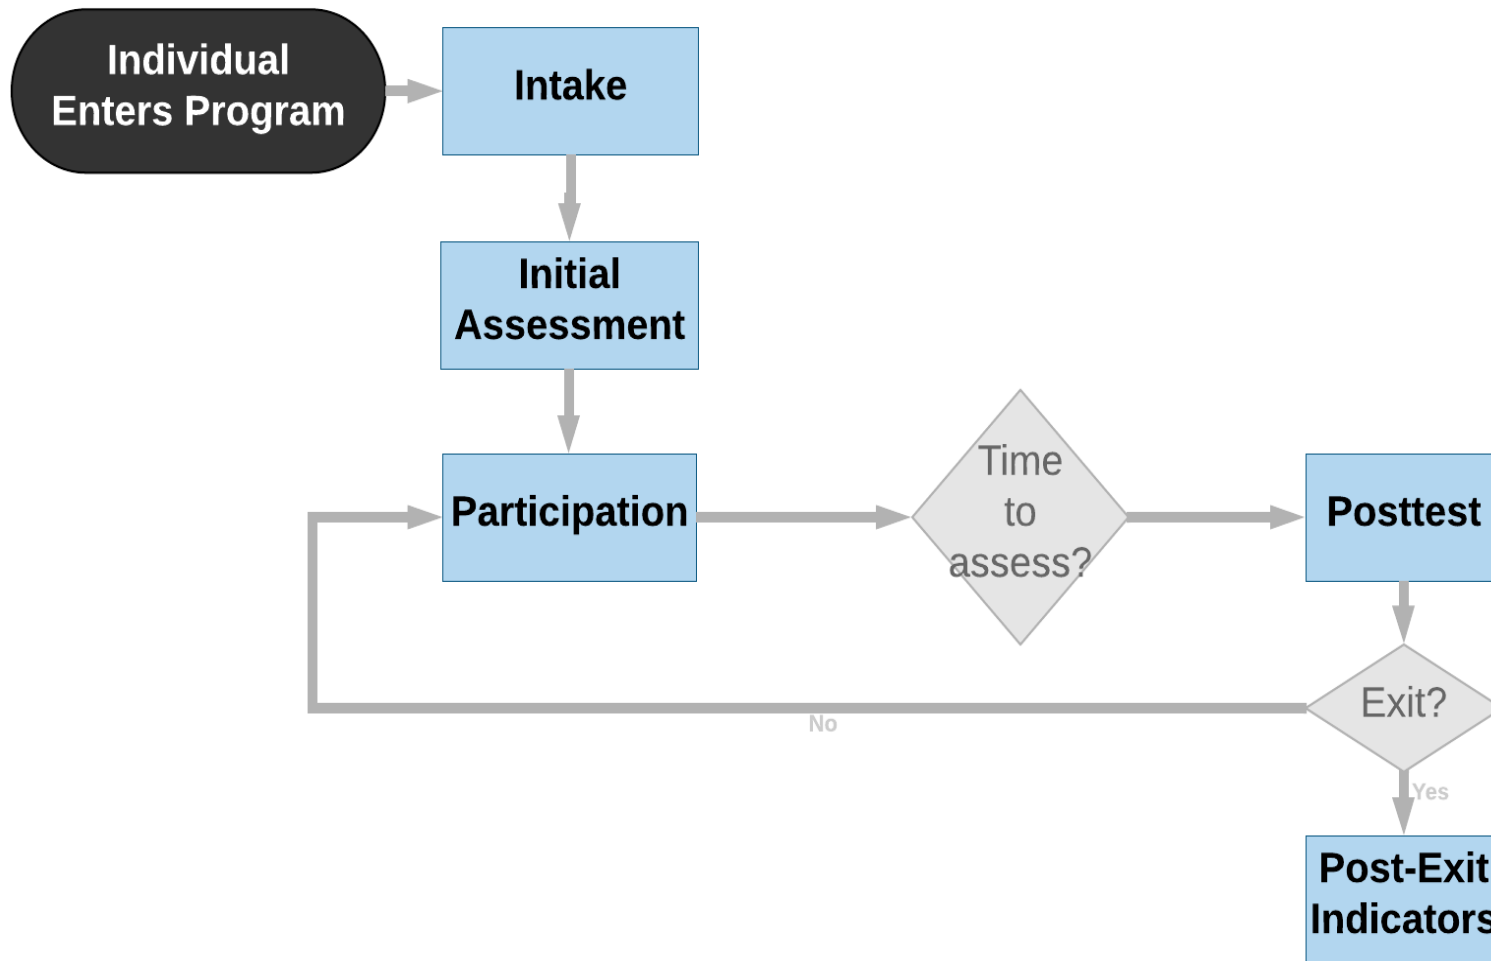 Individual
Enters Program
Intake
Initial
Assessment
Participation
Time
to
assess?
Posttest
Exit?
No
Yes
Post-Exit
Indicators